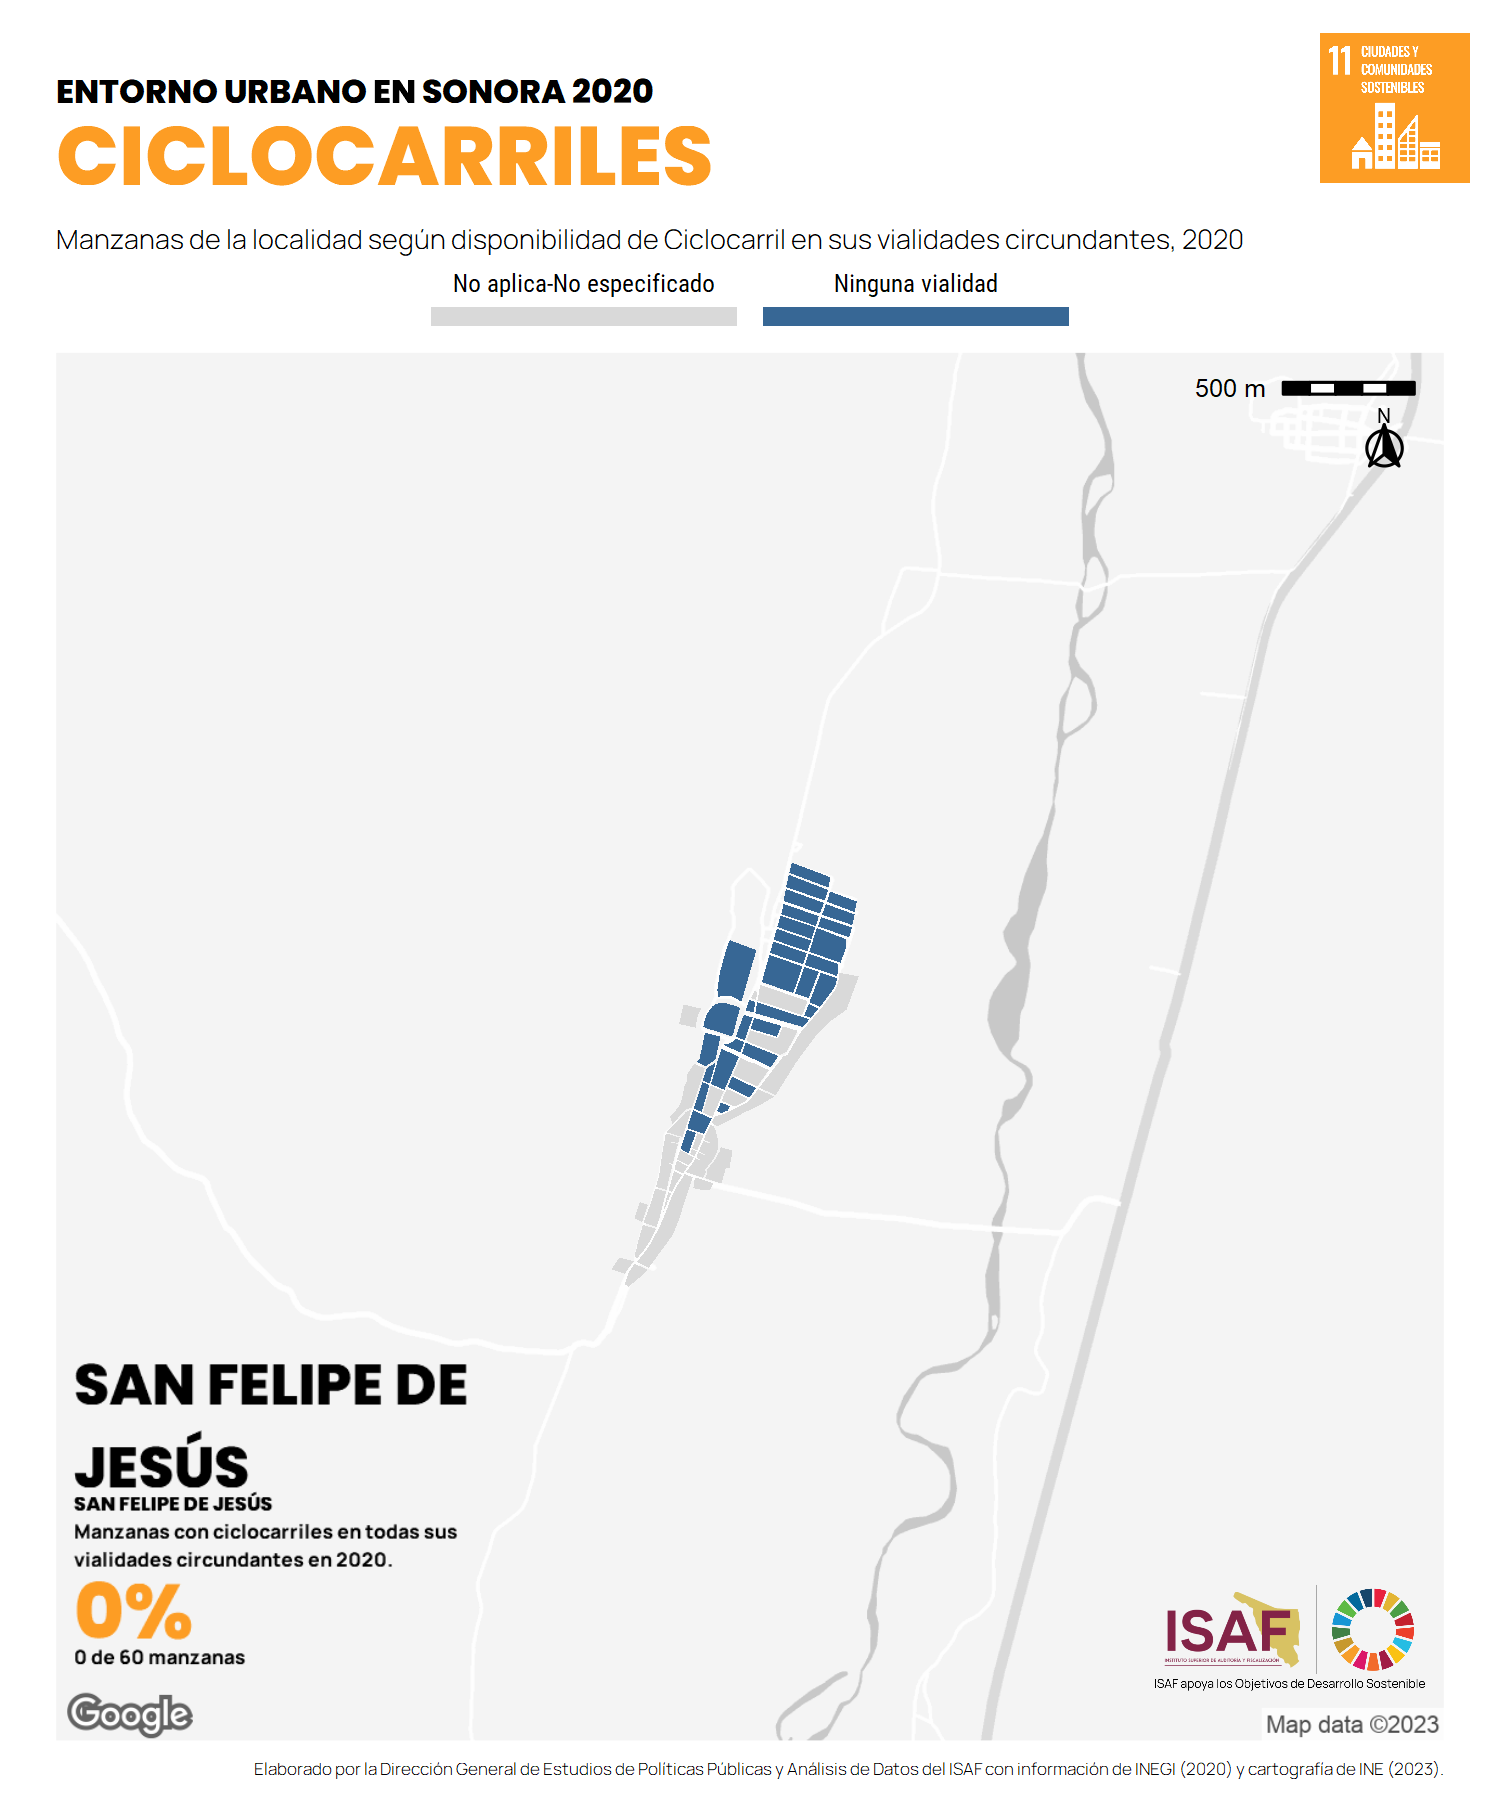 11 CIUDADES Y
COMUNIDADES
SOSTENIBLES
ENTORNO URBANO EN SONORA 2020
CICLOCARRILES
Manzanas de la localidad según disponibilidad de Ciclocarril en sus vialidades circundantes, 2020
No aplica-No especificado
Ninguna vialidad
500 m
N
SAN FELIPE DE
JESÚS
SAN FELIPE DE JESÚS
Manzanas con ciclocarriles en todas sus
vialidades circundantes en 2020.
0%
0 de 60 manzanas
Google
ISAF
INSTITUTO SUPERIOR DE AUDITORÍA Y FISCALIZACIÓN
ISAF apoya los Objetivos de Desarrollo Sostenible
Map data ©2023
Elaborado por la Dirección General de Estudios de Políticas Públicas y Análisis de Datos del ISAF con información de INEGI (2020) y cartografía de INE (2023).